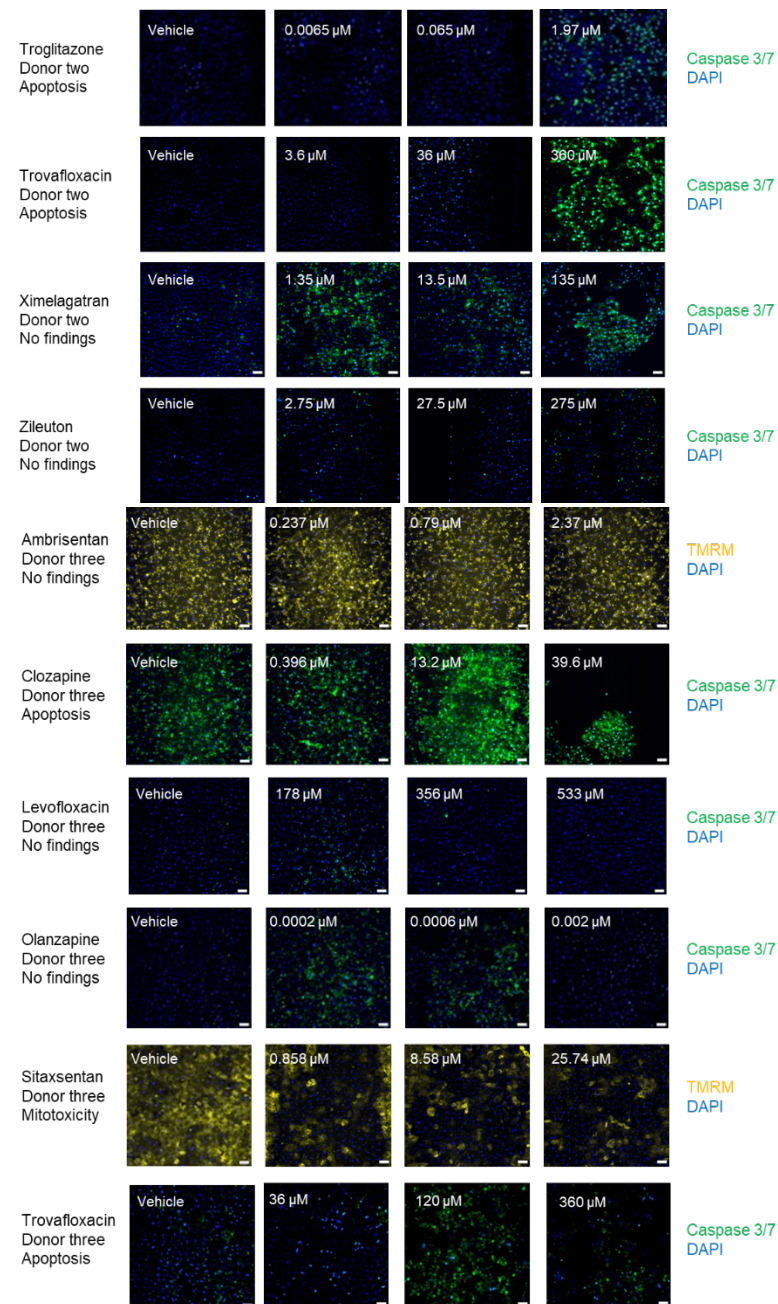 Troglitazone
Donor two
Apoptosis
Vehicle
0.0065 µM
0.065 µM
1.97 µM
Caspase 3/7
DAPI
Trovafloxacin
Donor two
Apoptosis
Vehicle
3.6 µM
36 µM
360µM
Caspase 3/7
DAPI
Ximelagatran
Donor two
No findings
Vehicle
1.35 µM
13.5 µM
135 µM
Caspase 3/7
DAPI
Zileuton
Donor two
No findings
Vehicle
2.75 µM
27.5 µM
275 µM
Caspase 3/7
DAPI
Ambrisentan
Donor three
No findings
Vehicle
0.237 µM
0.79 µM
2.37 µM
TMRM
DAPI
Clozapine
Donor three
Apoptosis
Vehicle
0.396 µM
13.2 µM
39.6 µM
Caspase 3/7
DAPI
Levofloxacin
Donor three
No findings
Vehicle
178 µM
356 µM
533 µM
Caspase 3/7
DAPI
Olanzapine
Donor three
No findings
Vehicle
0.0002 µM
0.0006 µM
0.002 µM
Caspase 3/7
DAPI
Sitaxsentan
Donor three
Mitotoxicity
Vehicle
0.858 µM
8.58 µM
25.74 µM
TMRM
DAPI
Trovafloxacin
Donor three
Apoptosis
Vehicle
36 µM
120 µM
360 µM
Caspase 3/7
DAPI